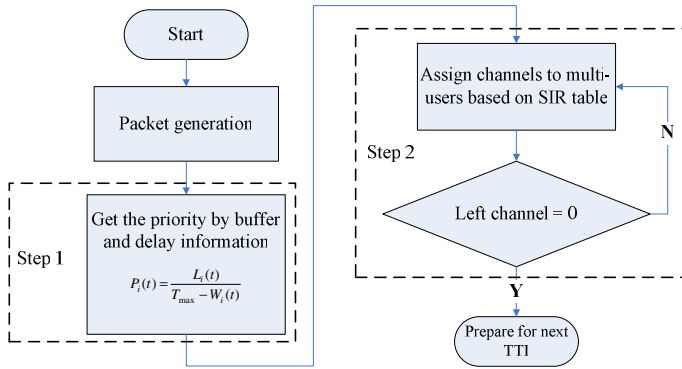 Start
Packet generation
Step 1
Get the priority by buffer
and delay information
P_i(t) = L_i(t) / (T_max − W_i(t))
Step 2
Assign channels to multi-
users based on SIR table
N
Left channel = 0
Y
Prepare for next
TTI